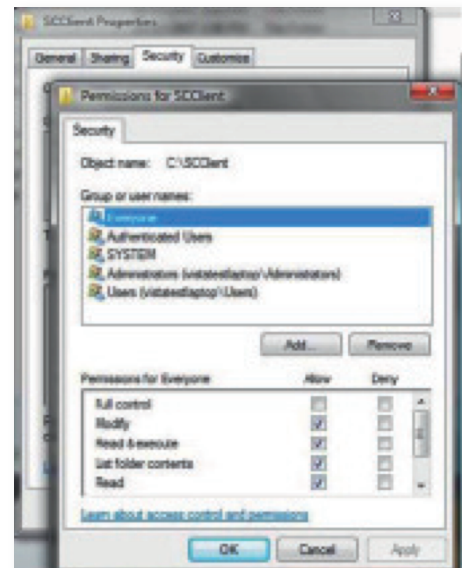 SCClient Properties
General Sharing Security Customise
Permissions for SCClient
Security
Object name: C:\SCClient
Group or user names:
Everyone
Authenticated Users
SYSTEM
Administrators (vistatestlaptop\Administrators)
Users (vistatestlaptop\Users)
Add... Remove
Permissions for Everyone Allow Deny
Full control
Modify
Read & execute
List folder contents
Read
Learn about access control and permissions
OK Cancel Apply